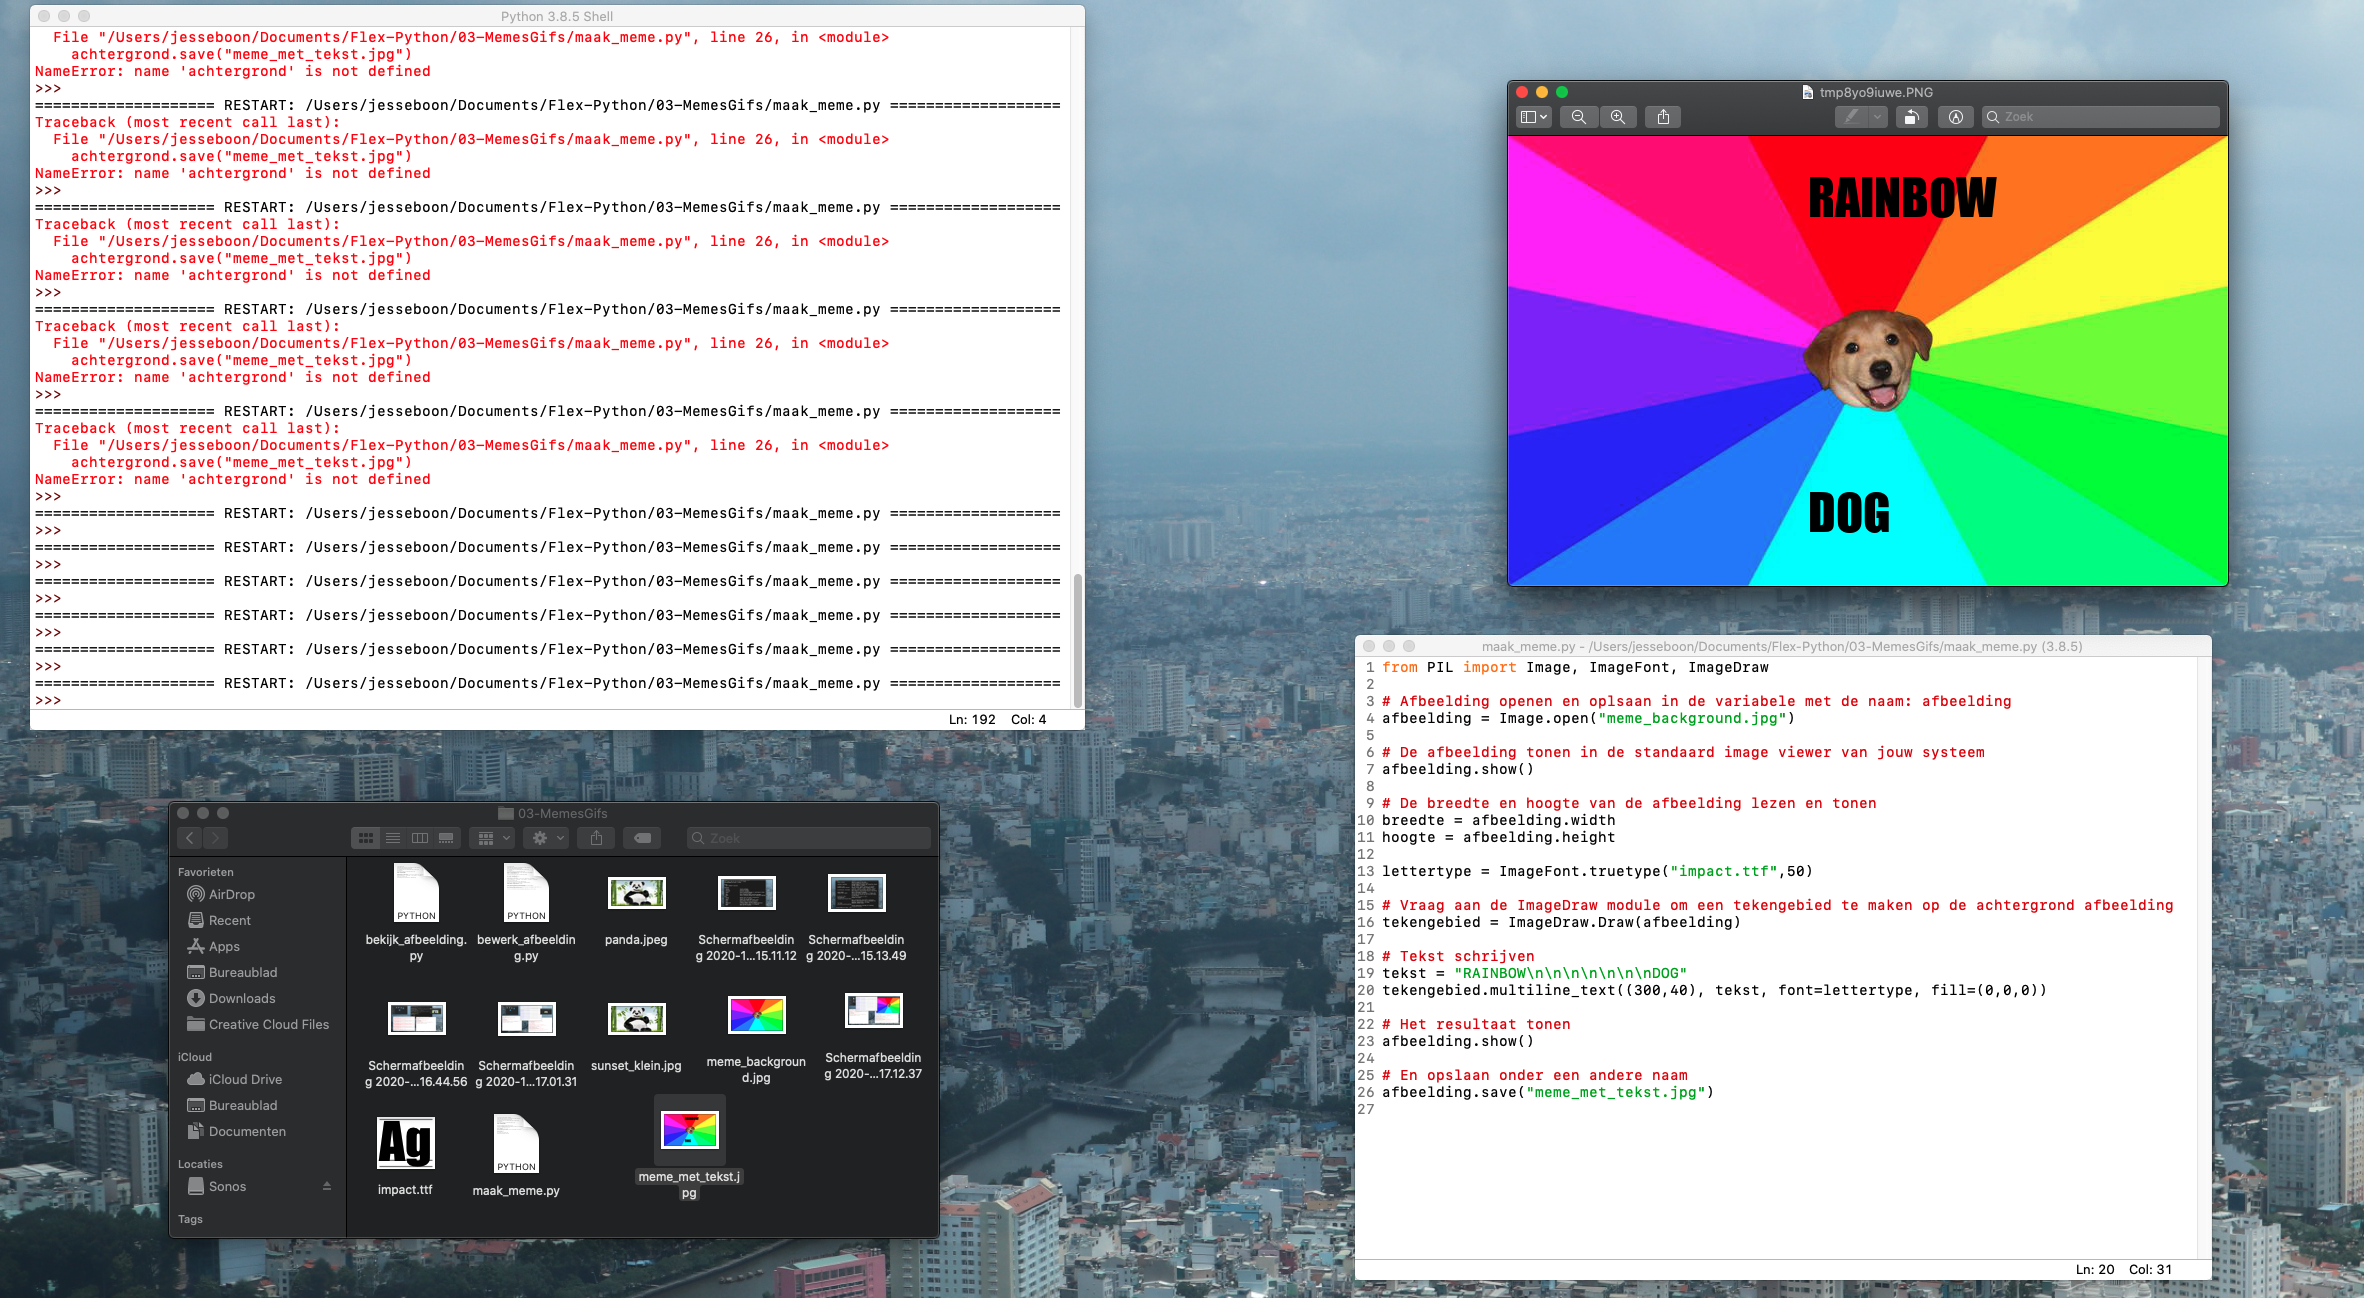 Python 3.8.5 Shell
  File "/Users/jesseboon/Documents/Flex-Python/03-MemesGifs/maak_meme.py", line 26, in <module>
    achtergrond.save("meme_met_tekst.jpg")
NameError: name 'achtergrond' is not defined
>>>
==================== RESTART: /Users/jesseboon/Documents/Flex-Python/03-MemesGifs/maak_meme.py ===================
Traceback (most recent call last):
  File "/Users/jesseboon/Documents/Flex-Python/03-MemesGifs/maak_meme.py", line 26, in <module>
    achtergrond.save("meme_met_tekst.jpg")
NameError: name 'achtergrond' is not defined
>>>
==================== RESTART: /Users/jesseboon/Documents/Flex-Python/03-MemesGifs/maak_meme.py ===================
Traceback (most recent call last):
  File "/Users/jesseboon/Documents/Flex-Python/03-MemesGifs/maak_meme.py", line 26, in <module>
    achtergrond.save("meme_met_tekst.jpg")
NameError: name 'achtergrond' is not defined
>>>
==================== RESTART: /Users/jesseboon/Documents/Flex-Python/03-MemesGifs/maak_meme.py ===================
Traceback (most recent call last):
  File "/Users/jesseboon/Documents/Flex-Python/03-MemesGifs/maak_meme.py", line 26, in <module>
    achtergrond.save("meme_met_tekst.jpg")
NameError: name 'achtergrond' is not defined
>>>
==================== RESTART: /Users/jesseboon/Documents/Flex-Python/03-MemesGifs/maak_meme.py ===================
Traceback (most recent call last):
  File "/Users/jesseboon/Documents/Flex-Python/03-MemesGifs/maak_meme.py", line 26, in <module>
    achtergrond.save("meme_met_tekst.jpg")
NameError: name 'achtergrond' is not defined
>>>
==================== RESTART: /Users/jesseboon/Documents/Flex-Python/03-MemesGifs/maak_meme.py ===================
>>>
==================== RESTART: /Users/jesseboon/Documents/Flex-Python/03-MemesGifs/maak_meme.py ===================
>>>
==================== RESTART: /Users/jesseboon/Documents/Flex-Python/03-MemesGifs/maak_meme.py ===================
>>>
==================== RESTART: /Users/jesseboon/Documents/Flex-Python/03-MemesGifs/maak_meme.py ===================
>>>
==================== RESTART: /Users/jesseboon/Documents/Flex-Python/03-MemesGifs/maak_meme.py ===================
>>>
==================== RESTART: /Users/jesseboon/Documents/Flex-Python/03-MemesGifs/maak_meme.py ===================
>>>
Ln: 192 Col: 4
tmp8yo9iuwe.PNG
Zoek
RAINBOW
DOG
maak_meme.py - /Users/jesseboon/Documents/Flex-Python/03-MemesGifs/maak_meme.py (3.8.5)
1 from PIL import Image, ImageFont, ImageDraw
2
3 # Afbeelding openen en oplsaan in de variabele met de naam: afbeelding
4 afbeelding = Image.open("meme_background.jpg")
5
6 # De afbeelding tonen in de standaard image viewer van jouw systeem
7 afbeelding.show()
8
9 # De breedte en hoogte van de afbeelding lezen en tonen
10 breedte = afbeelding.width
11 hoogte = afbeelding.height
12
13 lettertype = ImageFont.truetype("impact.ttf",50)
14
15 # Vraag aan de ImageDraw module om een tekengebied te maken op de achtergrond afbeelding
16 tekengebied = ImageDraw.Draw(afbeelding)
17
18 # Tekst schrijven
19 tekst = "RAINBOW\n\n\n\n\n\n\nDOG"
20 tekengebied.multiline_text((300,40), tekst, font=lettertype, fill=(0,0,0))
21
22 # Het resultaat tonen
23 afbeelding.show()
24
25 # En opslaan onder een andere naam
26 afbeelding.save("meme_met_tekst.jpg")
27
Ln: 20 Col: 31
03-MemesGifs
Zoek
Favorieten
AirDrop
Recent
Apps
Bureaublad
Downloads
Creative Cloud Files
iCloud
iCloud Drive
Bureaublad
Documenten
Locaties
Sonos
Tags
PYTHON
bekijk_afbeelding.
py
PYTHON
bewerk_afbeeldin
g.py
panda.jpeg
Schermafbeeldin
g 2020-1...15.11.12
Schermafbeeldin
g 2020-...15.13.49
Schermafbeeldin
g 2020-...16.44.56
Schermafbeeldin
g 2020-1...17.01.31
sunset_klein.jpg
meme_backgroun
d.jpg
Schermafbeeldin
g 2020-...17.12.37
Ag
impact.ttf
PYTHON
maak_meme.py
meme_met_tekst.j
pg